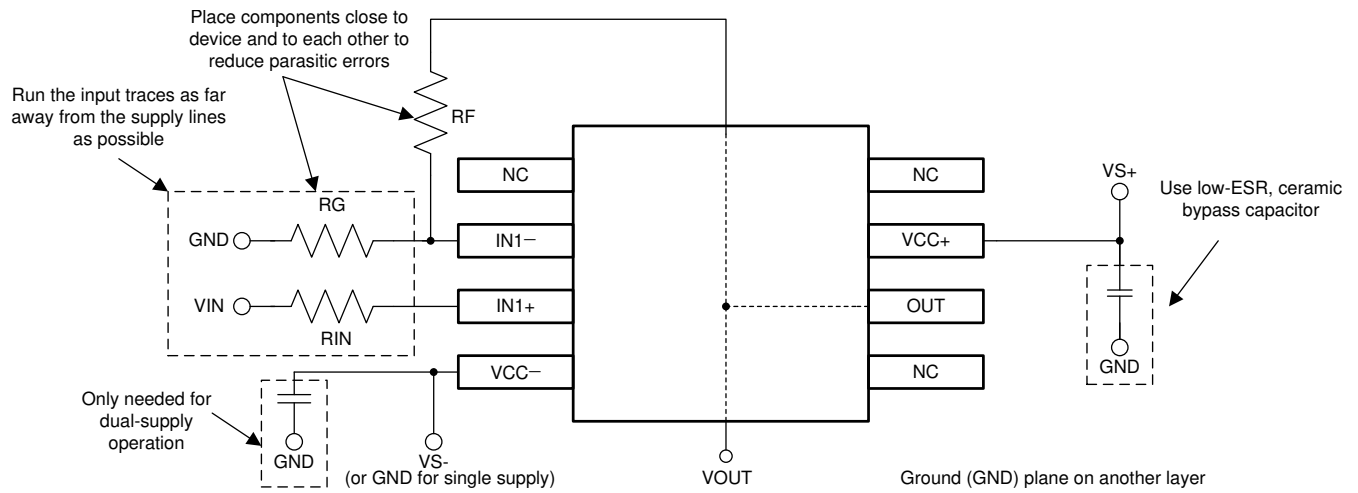 Place components close to
device and to each other to
reduce parasitic errors
Run the input traces as far
away from the supply lines
as possible
RF
NC
NC
VS+
Use low-ESR, ceramic
bypass capacitor
RG
GND
IN1−
VCC+
VIN
IN1+
OUT
RIN
VCC−
NC
GND
Only needed for
dual-supply
operation
GND
VS-
(or GND for single supply)
VOUT
Ground (GND) plane on another layer